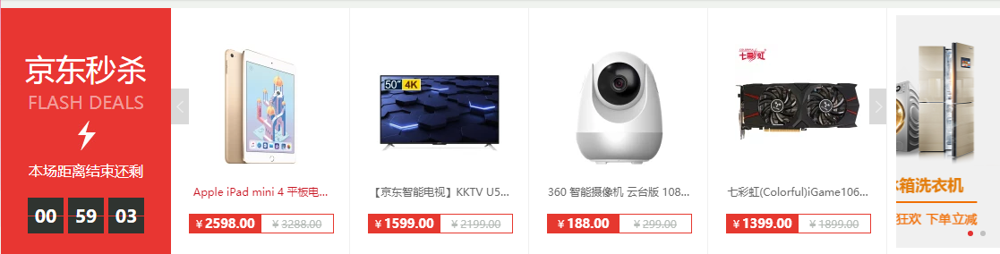 京东秒杀
FLASH DEALS
本场距离结束还剩
00 59 03
Apple iPad mini 4 平板电...
¥2598.00 ¥3288.00
50" 4K
【京东智能电视】KKTV U5...
¥1599.00 ¥2199.00
360 智能摄像机 云台版 108...
¥188.00 ¥299.00
七彩虹
七彩虹(Colorful)iGame106...
¥1399.00 ¥1899.00
箱洗衣机
狂欢 下单立减